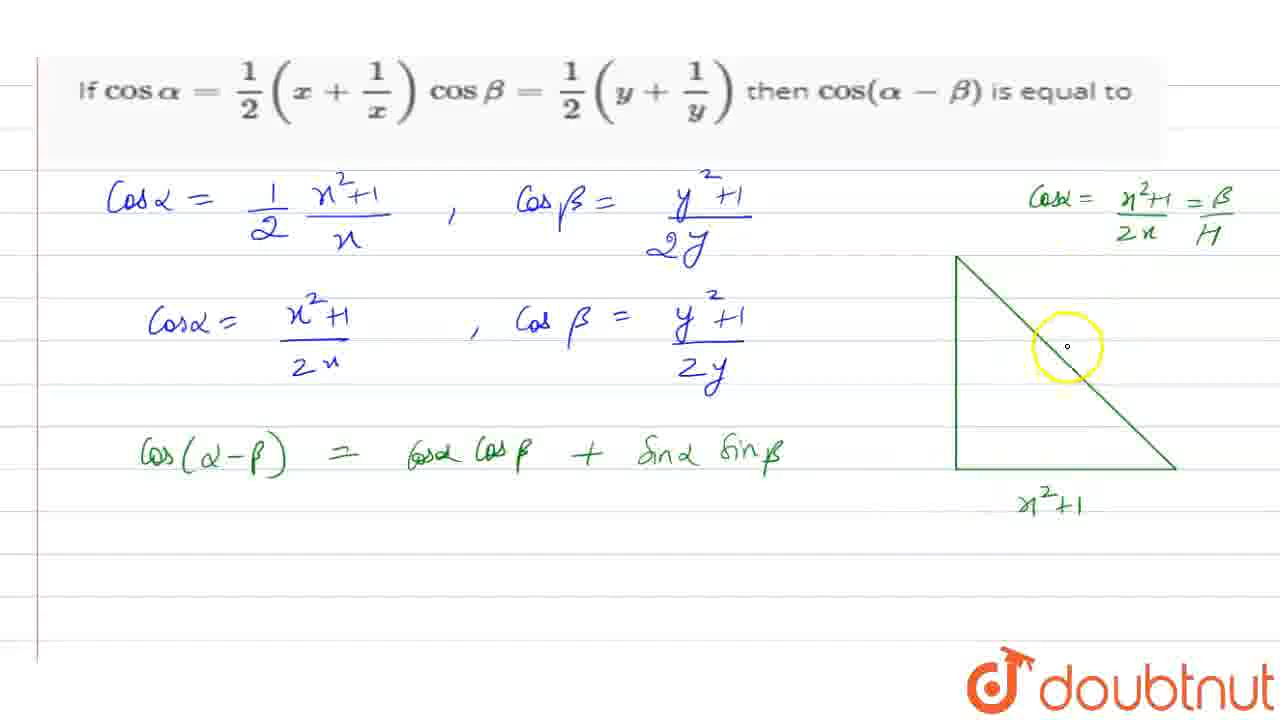 If cos α = 1/2 (x + 1/x) cos β = 1/2 (y + 1/y) then cos(α − β) is equal to
Cosα = 1/2 (x²+1)/x , Cosβ = (y²+1)/2y
Cosα = (x²+1)/2x = B/H
Cosα = (x²+1)/2x , Cosβ = (y²+1)/2y
Cos(α-β) = Cosα Cosβ + Sinα Sinβ
x²+1
doubtnut